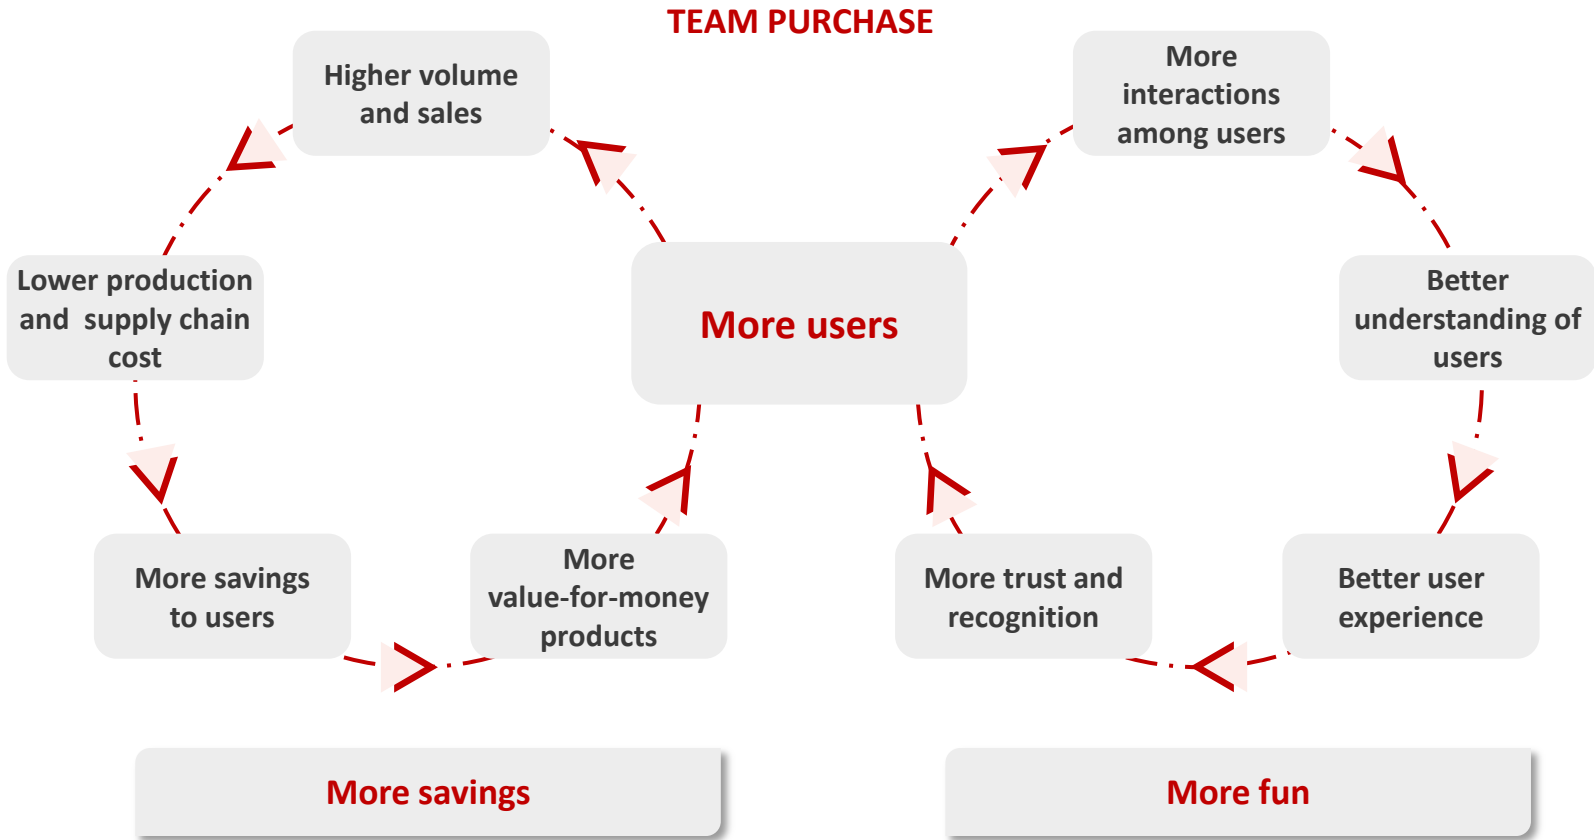 TEAM PURCHASE
Higher volume
and sales
More
interactions
among users
Lower production
and supply chain
cost
More users
Better
understanding of
users
More savings
to users
More
value-for-money
products
More trust and
recognition
Better user
experience
More savings
More fun